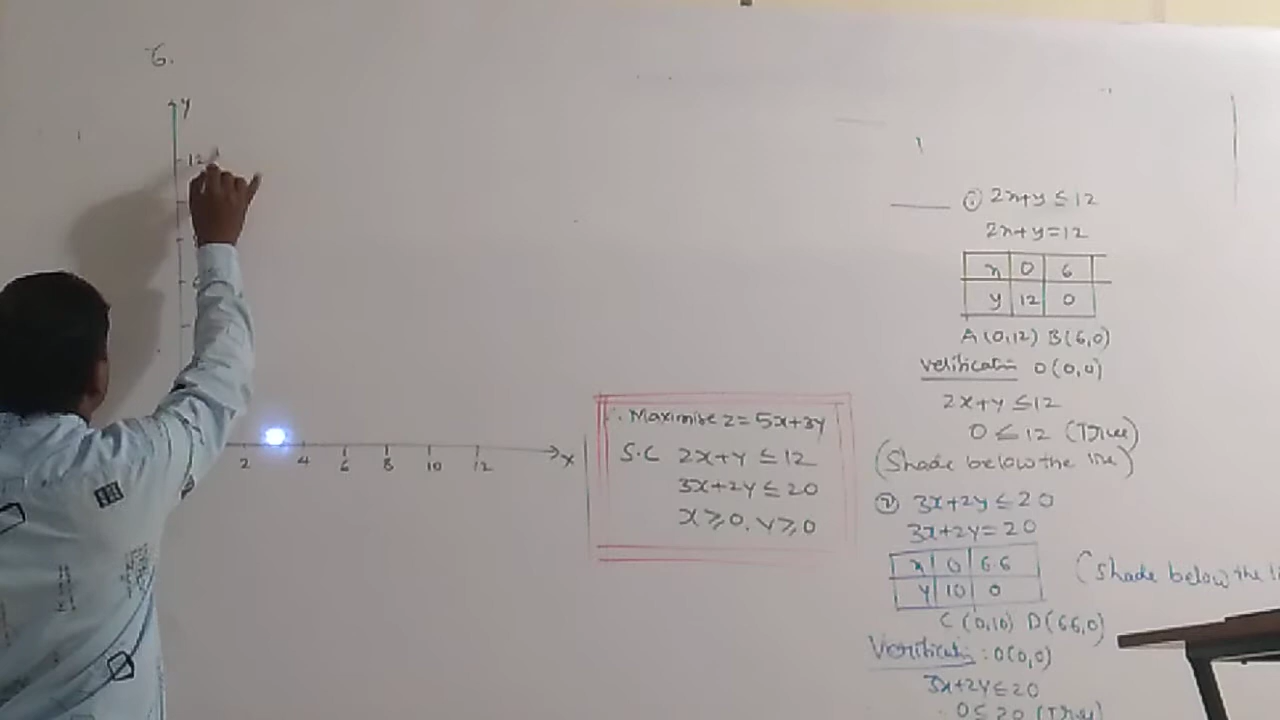 6.
y
12
2 4 6 8 10 12 x
∴ Maximise z = 5x+3y
S.C 2x+y ≤ 12
3x+2y ≤ 20
x ≥ 0, y ≥ 0
① 2x+y ≤ 12
2x+y=12
x 0 6
y 12 0
A (0,12) B(6,0)
Verification O(0,0)
2x+y ≤ 12
0 ≤ 12 (True)
(Shade below the line)
② 3x+2y ≤ 20
3x+2y = 20
x 0 6.6
y 10 0
(Shade below the li
C (0,10) D(6.6,0)
Verification : O(0,0)
3x+2y ≤ 20
0 ≤ 20 (True)